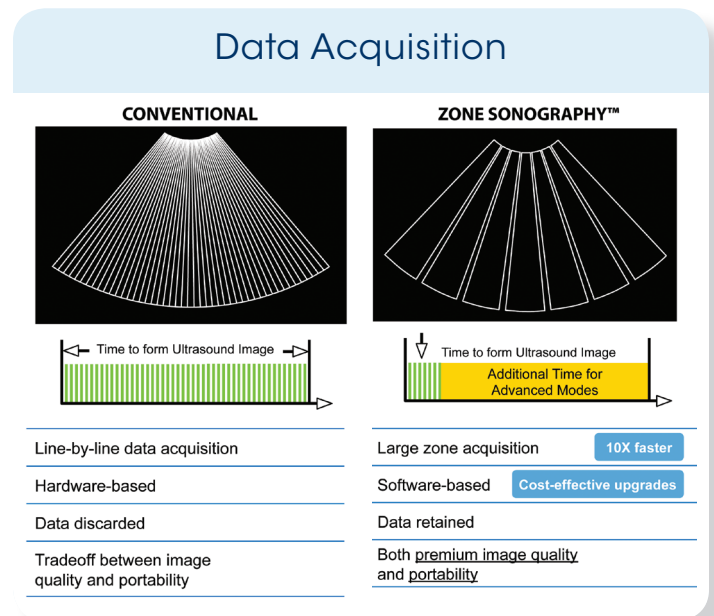 Data Acquisition
CONVENTIONAL
Time to form Ultrasound Image
Line-by-line data acquisition
Hardware-based
Data discarded
Tradeoff between image
quality and portability
ZONE SONOGRAPHY™
Time to form Ultrasound Image
Additional Time for
Advanced Modes
Large zone acquisition 10X faster
Software-based Cost-effective upgrades
Data retained
Both premium image quality
and portability